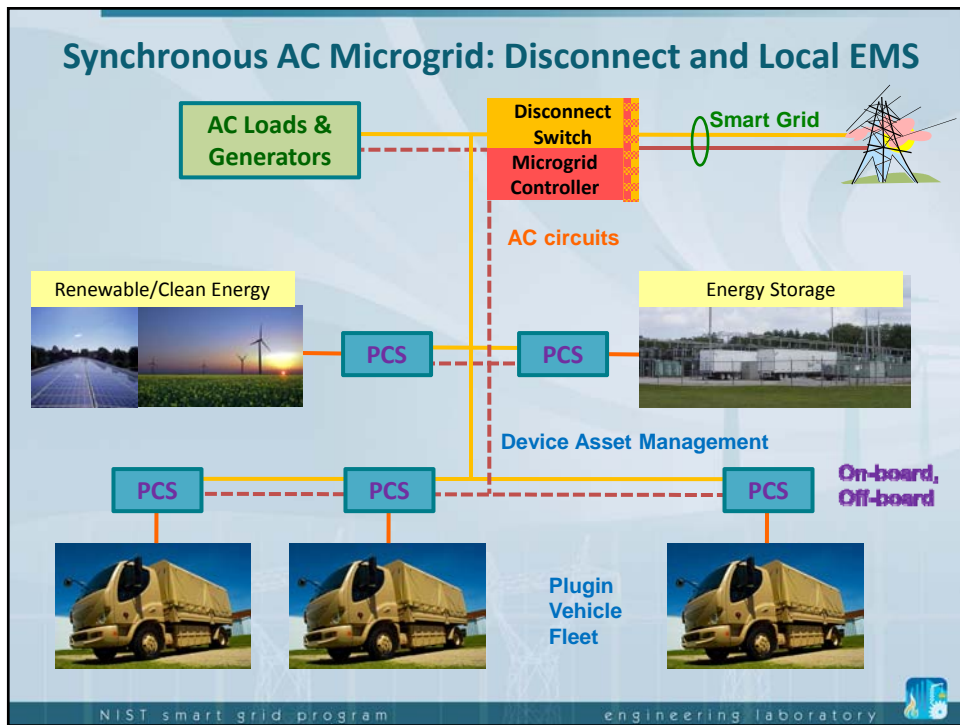 Synchronous AC Microgrid: Disconnect and Local EMS
AC Loads &
Generators
Disconnect
Switch
Microgrid
Controller
Smart Grid
AC circuits
Renewable/Clean Energy
Energy Storage
PCS
PCS
Device Asset Management
PCS
PCS
PCS
On-board,
Off-board
Plugin
Vehicle
Fleet
NIST smart grid program
engineering laboratory